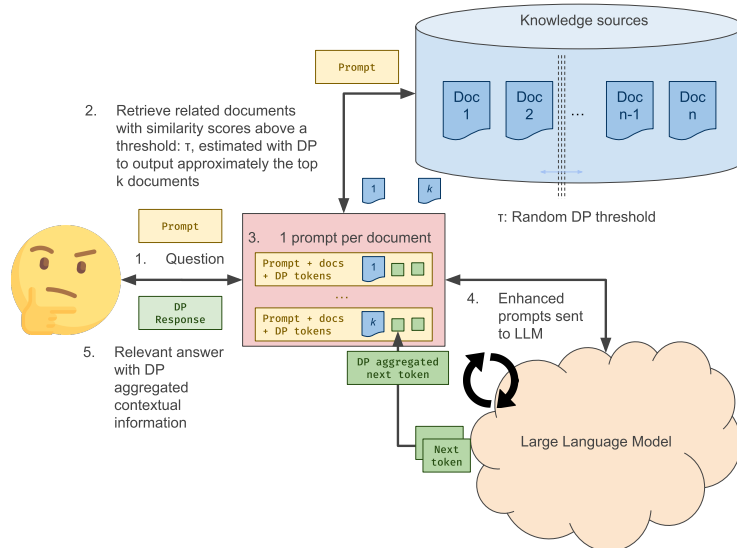 Knowledge sources
Prompt
Doc
1
Doc
2
...
Doc
n-1
Doc
n
2. Retrieve related documents
with similarity scores above a
threshold: τ, estimated with DP
to output approximately the top
k documents
1
k
τ: Random DP threshold
Prompt
1. Question
DP
Response
5. Relevant answer
with DP
aggregated
contextual
information
3. 1 prompt per document
Prompt + docs
+ DP tokens
1
...
Prompt + docs
+ DP tokens
k
4. Enhanced
prompts sent
to LLM
DP aggregated
next token
Next
token
Large Language Model